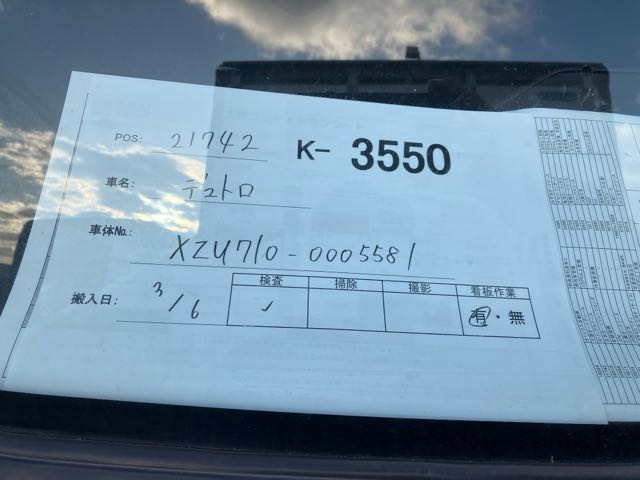 POS: 21742 K- 3550
車名: デュトロ
車体No.: XZU710-0005581
搬入日: 3/6
検査 掃除 撮影 看板作業
✓ 有・無